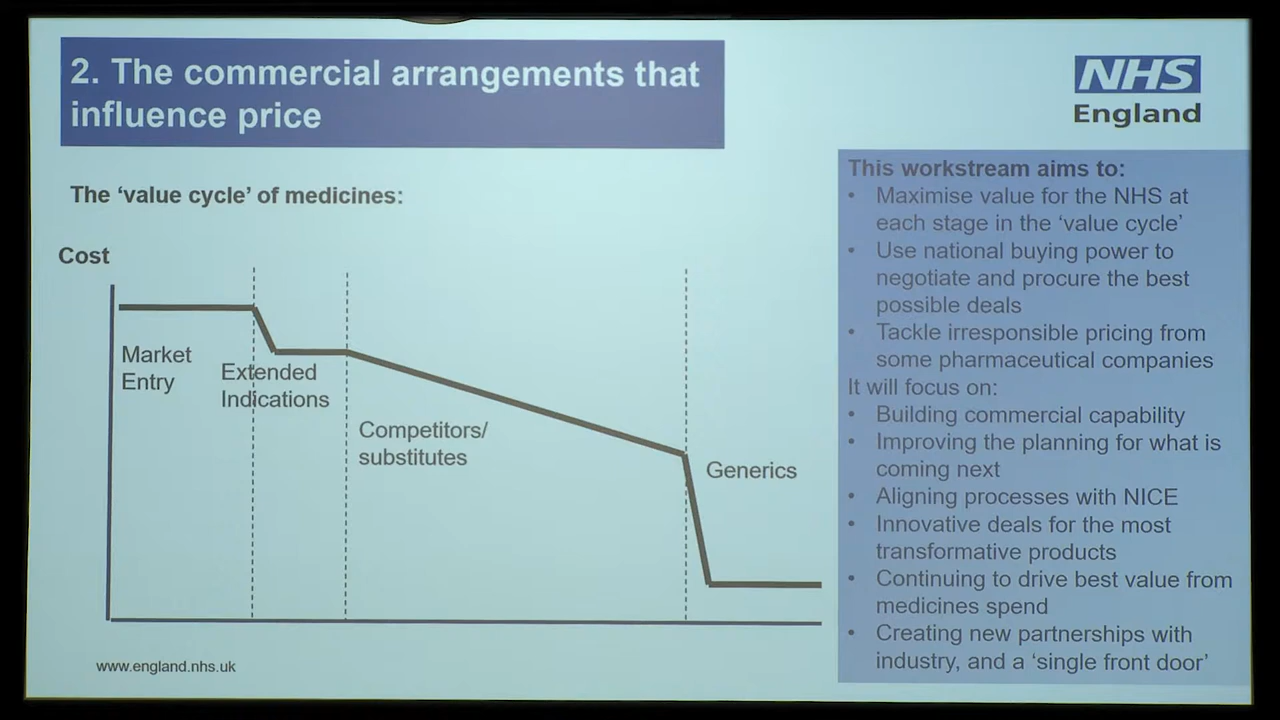 2. The commercial arrangements that
influence price
NHS
England
The ‘value cycle’ of medicines:
Cost
Market
Entry
Extended
Indications
Competitors/
substitutes
Generics
www.england.nhs.uk
This workstream aims to:
• Maximise value for the NHS at
each stage in the ‘value cycle’
• Use national buying power to
negotiate and procure the best
possible deals
• Tackle irresponsible pricing from
some pharmaceutical companies
It will focus on:
• Building commercial capability
• Improving the planning for what is
coming next
• Aligning processes with NICE
• Innovative deals for the most
transformative products
• Continuing to drive best value from
medicines spend
• Creating new partnerships with
industry, and a ‘single front door’